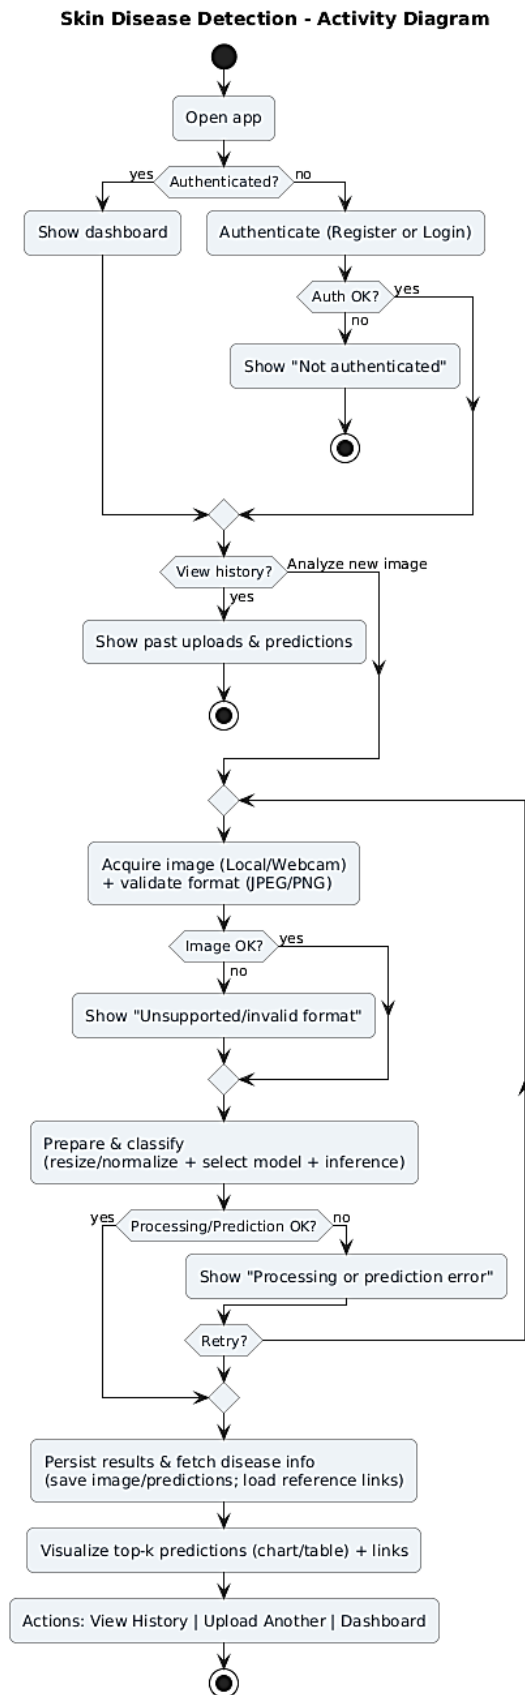 Skin Disease Detection - Activity Diagram
Open app
Authenticated?
yes
no
Show dashboard
Authenticate (Register or Login)
Auth OK?
yes
no
Show "Not authenticated"
View history?
Analyze new image
yes
Show past uploads & predictions
Acquire image (Local/Webcam)
+ validate format (JPEG/PNG)
Image OK?
yes
no
Show "Unsupported/invalid format"
Prepare & classify
(resize/normalize + select model + inference)
yes
Processing/Prediction OK?
no
Show "Processing or prediction error"
Retry?
Persist results & fetch disease info
(save image/predictions; load reference links)
Visualize top-k predictions (chart/table) + links
Actions: View History | Upload Another | Dashboard